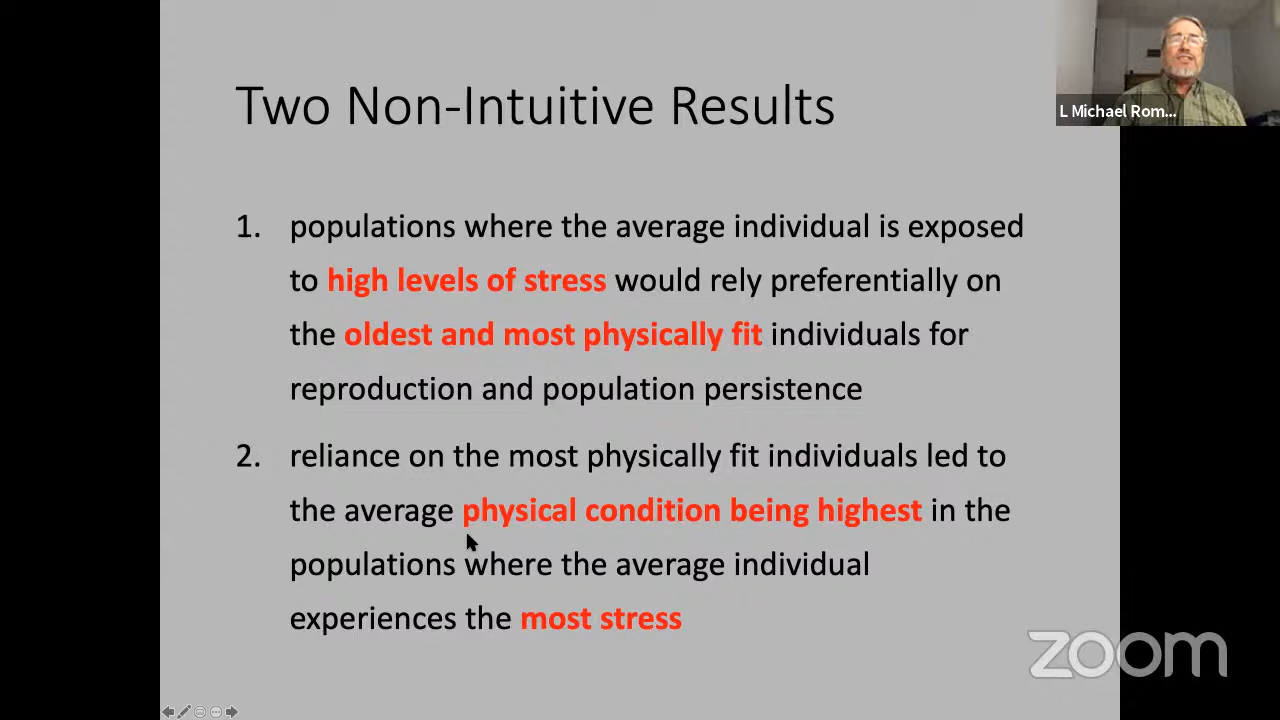 Two Non-Intuitive Results
L Michael Rom...
1. populations where the average individual is exposed
to high levels of stress would rely preferentially on
the oldest and most physically fit individuals for
reproduction and population persistence
2. reliance on the most physically fit individuals led to
the average physical condition being highest in the
populations where the average individual
experiences the most stress
zoom